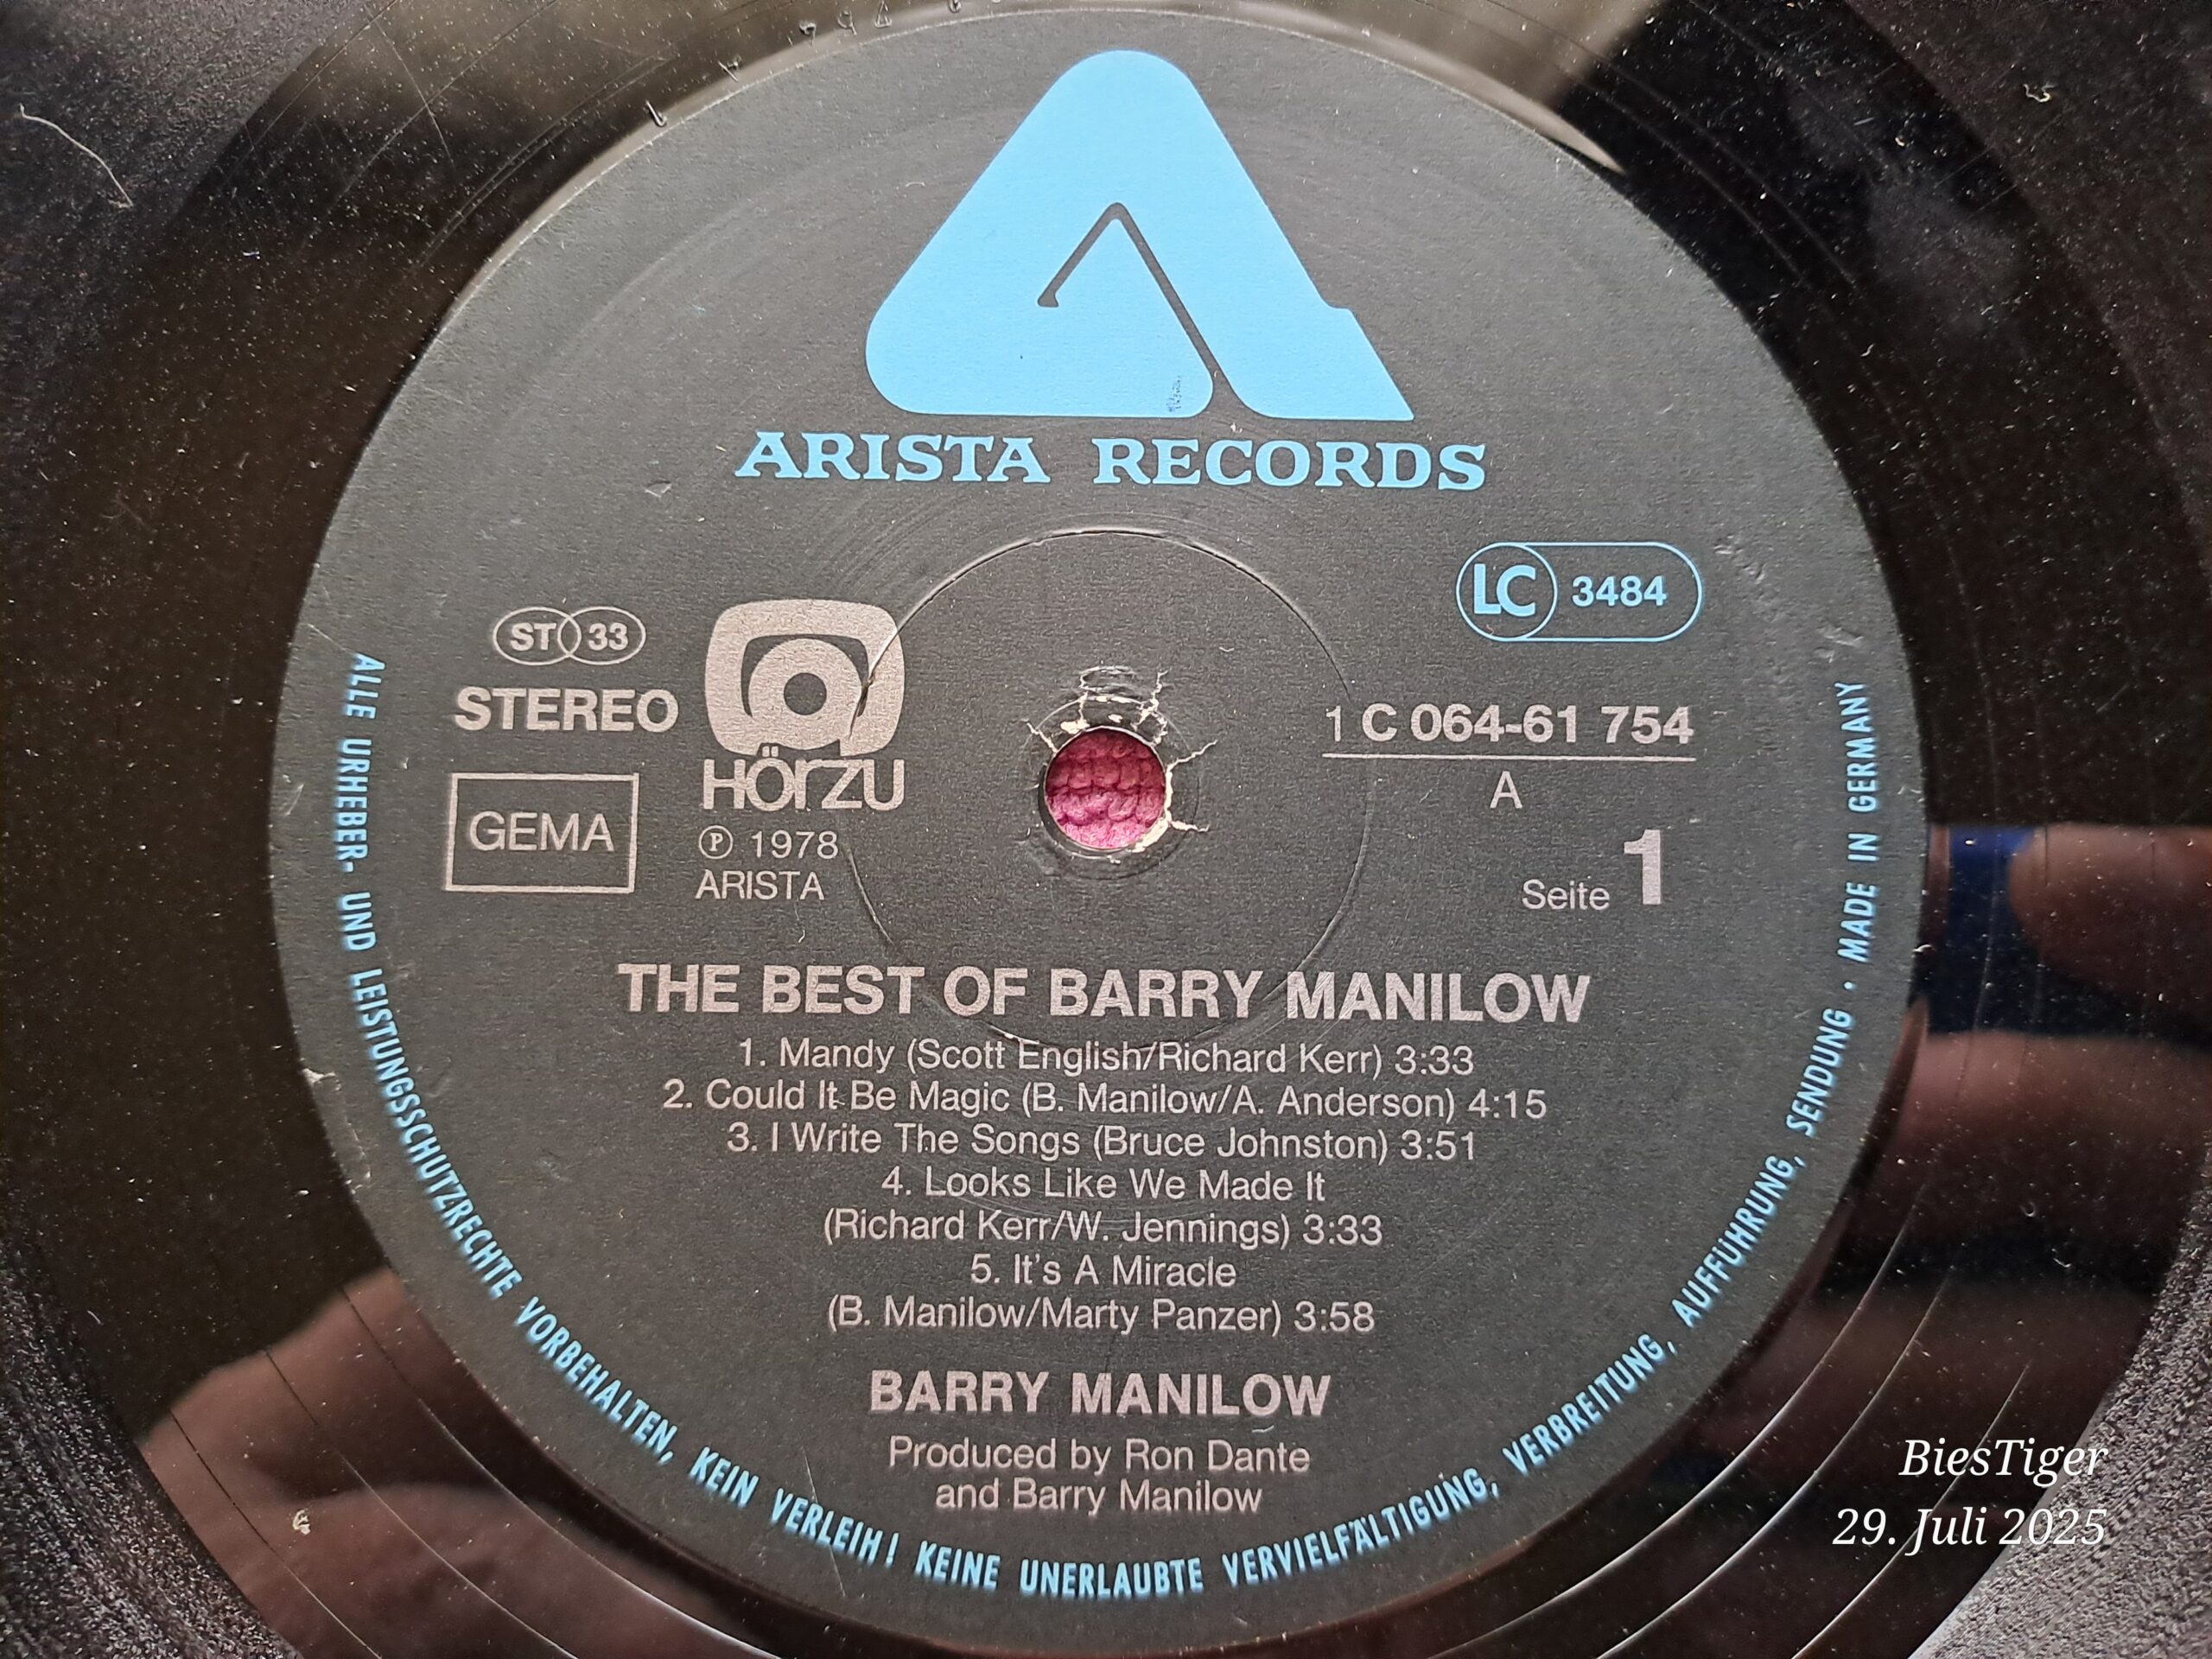 ARISTA RECORDS
LC 3484
ST 33
STEREO
HÖRZU
GEMA
℗ 1978
ARISTA
1 C 064-61 754
A
Seite 1
THE BEST OF BARRY MANILOW
1. Mandy (Scott English/Richard Kerr) 3:33
2. Could It Be Magic (B. Manilow/A. Anderson) 4:15
3. I Write The Songs (Bruce Johnston) 3:51
4. Looks Like We Made It
(Richard Kerr/W. Jennings) 3:33
5. It's A Miracle
(B. Manilow/Marty Panzer) 3:58
BARRY MANILOW
Produced by Ron Dante
and Barry Manilow
ALLE URHEBER- UND LEISTUNGSSCHUTZRECHTE VORBEHALTEN, KEIN VERLEIH! KEINE UNERLAUBTE VERVIELFÄLTIGUNG, VERBREITUNG, AUFFÜHRUNG, SENDUNG . MADE IN GERMANY
BiesTiger
29. Juli 2025